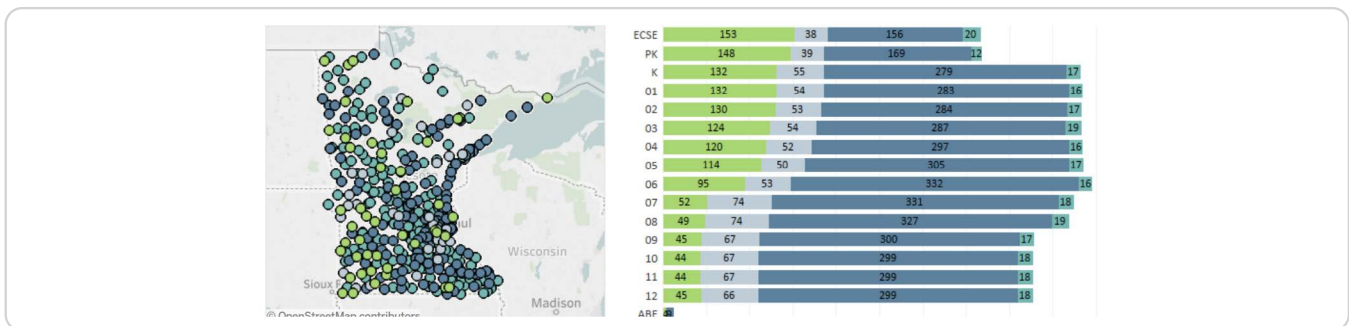 ul
Wisconsin
Sioux F
Madison
© OpenStreetMap contributors
ECSE 153 38 156 20
PK 148 39 169 12
K 132 55 279 17
01 132 54 283 16
02 130 53 284 17
03 124 54 287 19
04 120 52 297 16
05 114 50 305 17
06 95 53 332 16
07 52 74 331 18
08 49 74 327 19
09 45 67 300 17
10 44 67 299 18
11 44 67 299 18
12 45 66 299 18
ABE